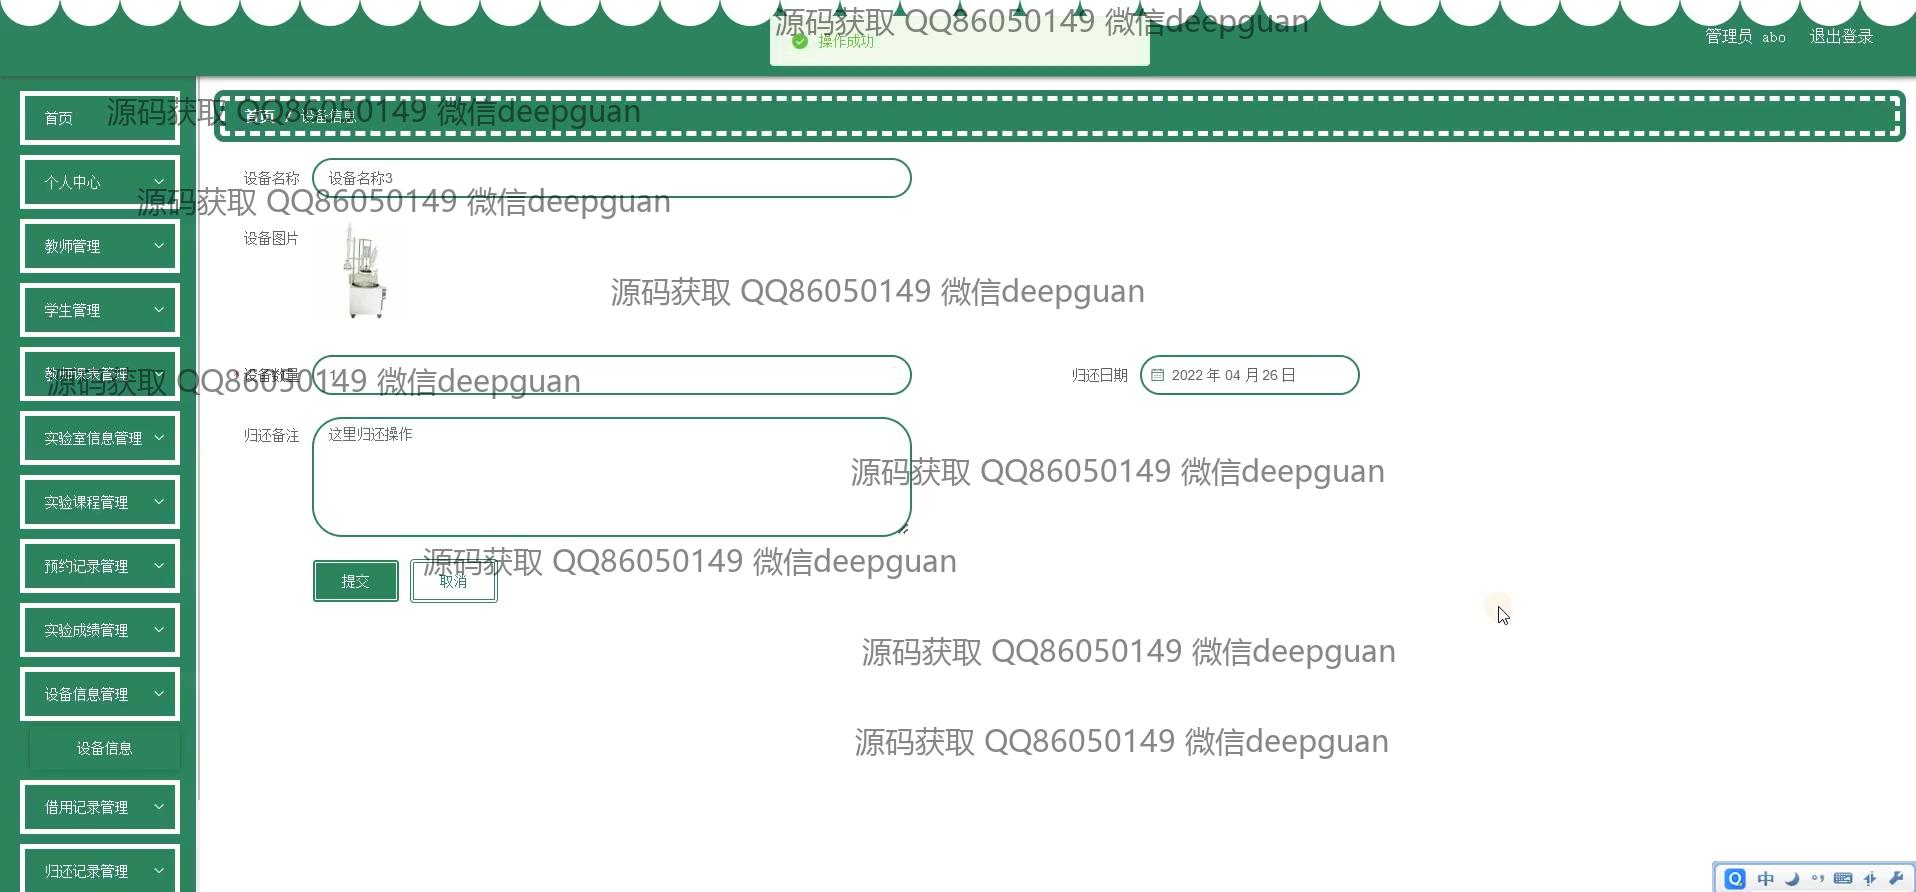 源码获取 QQ86050149 微信deepguan
操作成功
管理员 abo
退出登录
首页
源码获取 QQ86050149 微信deepguan
首页 / 设备信息
个人中心
设备名称
设备名称3
源码获取 QQ86050149 微信deepguan
教师管理
设备图片
源码获取 QQ86050149 微信deepguan
学生管理
教师课表管理
* 设备数量
1
归还日期
2022 年 04 月 26 日
源码获取 QQ86050149 微信deepguan
实验室信息管理
归还备注
这里归还操作
源码获取 QQ86050149 微信deepguan
实验课程管理
预约记录管理
源码获取 QQ86050149 微信deepguan
提交
取消
实验成绩管理
源码获取 QQ86050149 微信deepguan
设备信息管理
设备信息
源码获取 QQ86050149 微信deepguan
借用记录管理
归还记录管理
中